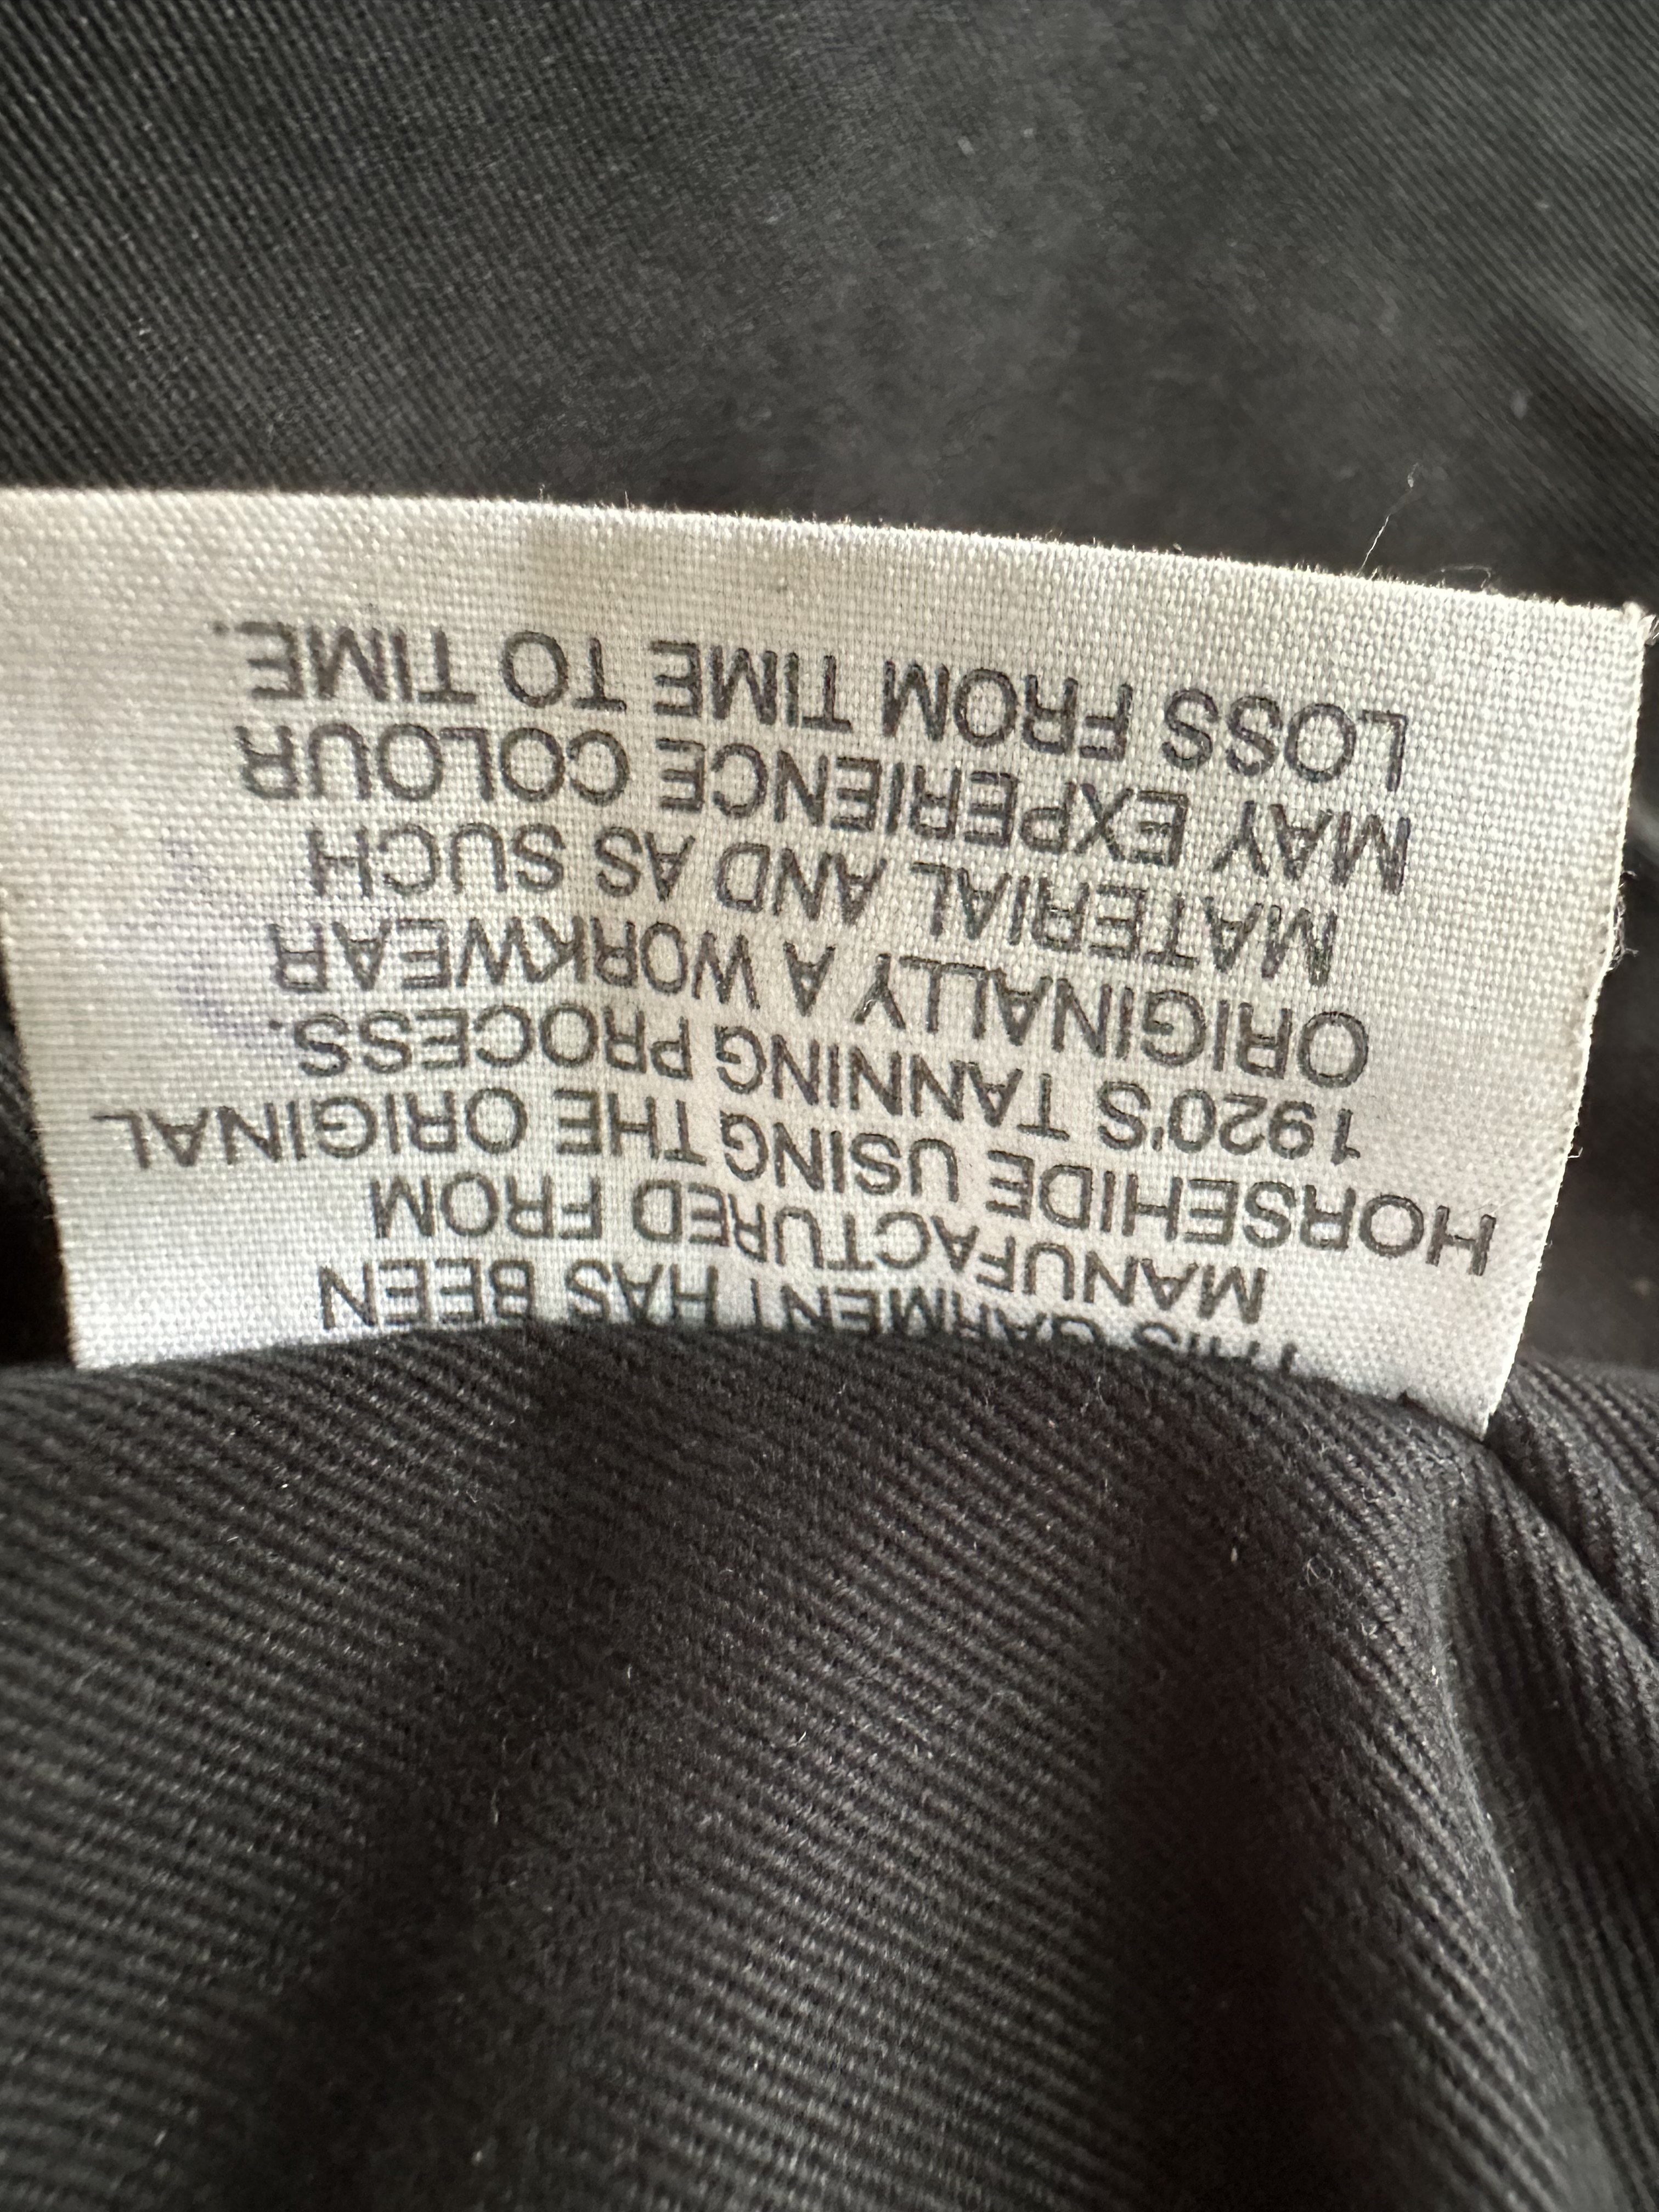 THIS GARMENT HAS BEEN
MANUFACTURED FROM
HORSEHIDE USING THE ORIGINAL
1920'S TANNING PROCESS.
ORIGINALLY A WORKWEAR
MATERIAL AND AS SUCH
MAY EXPERIENCE COLOUR
LOSS FROM TIME TO TIME.